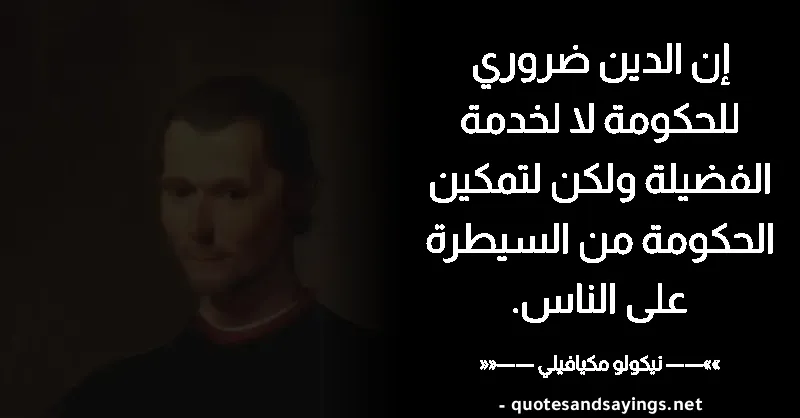 إن الدين ضروري
للحكومة لا لخدمة
الفضيلة ولكن لتمكين
الحكومة من السيطرة
على الناس.
»»——— نيكولو مكيافيلي ———««
- quotesandsayings.net